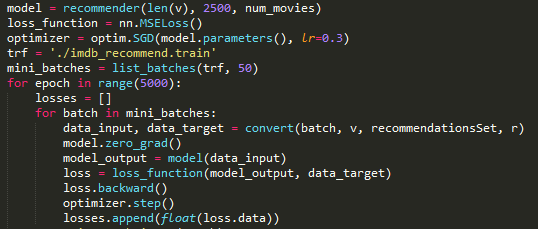 model = recommender(len(v), 2500, num_movies)
loss_function = nn.MSELoss()
optimizer = optim.SGD(model.parameters(), lr=0.3)
trf = './imdb_recommend.train'
mini_batches = list_batches(trf, 50)
for epoch in range(5000):
    losses = []
    for batch in mini_batches:
        data_input, data_target = convert(batch, v, recommendationsSet, r)
        model.zero_grad()
        model_output = model(data_input)
        loss = loss_function(model_output, data_target)
        loss.backward()
        optimizer.step()
        losses.append(float(loss.data))